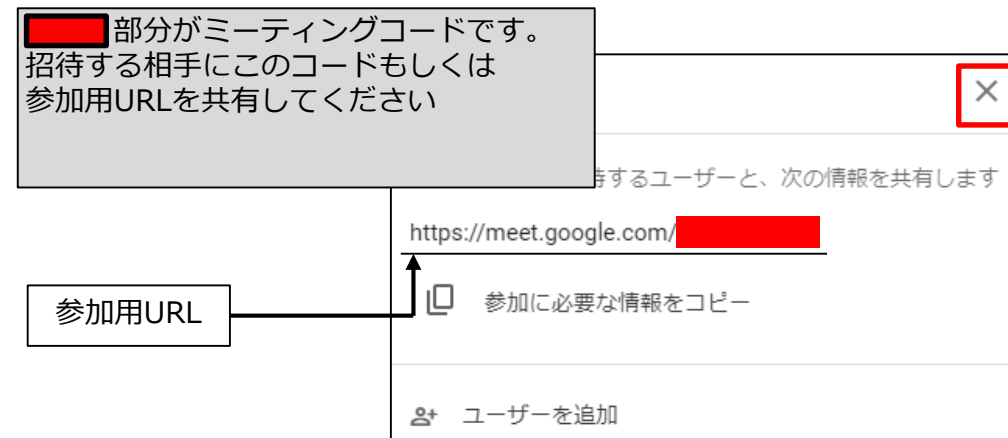 部分がミーティングコードです。
招待する相手にこのコードもしくは
参加用URLを共有してください
するユーザーと、次の情報を共有します
https://meet.google.com/
参加に必要な情報をコピー
参加用URL
ユーザーを追加